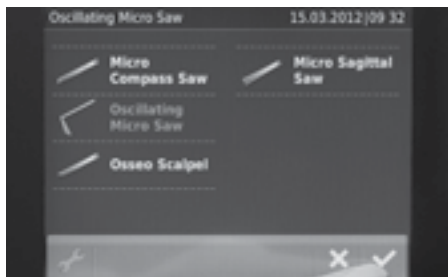 Oscillating Micro Saw 15.03.2012|09 32
Micro
Compass Saw
Micro Sagittal
Saw
Oscillating
Micro Saw
Osseo Scalpel